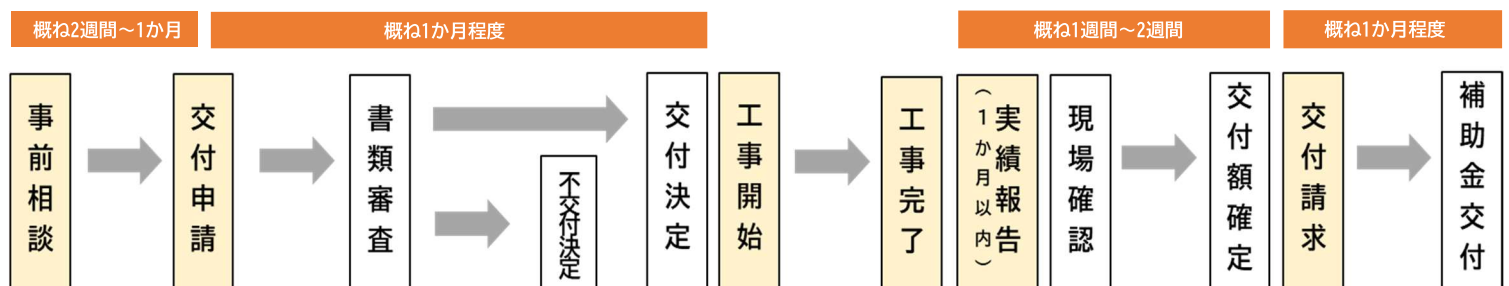 概ね2週間～1か月
概ね1か月程度
概ね1週間～2週間
概ね1か月程度
事前相談
交付申請
書類審査
不交付決定
交付決定
工事開始
工事完了
実績報告
（1か月以内）
現場確認
交付額確定
交付請求
補助金交付